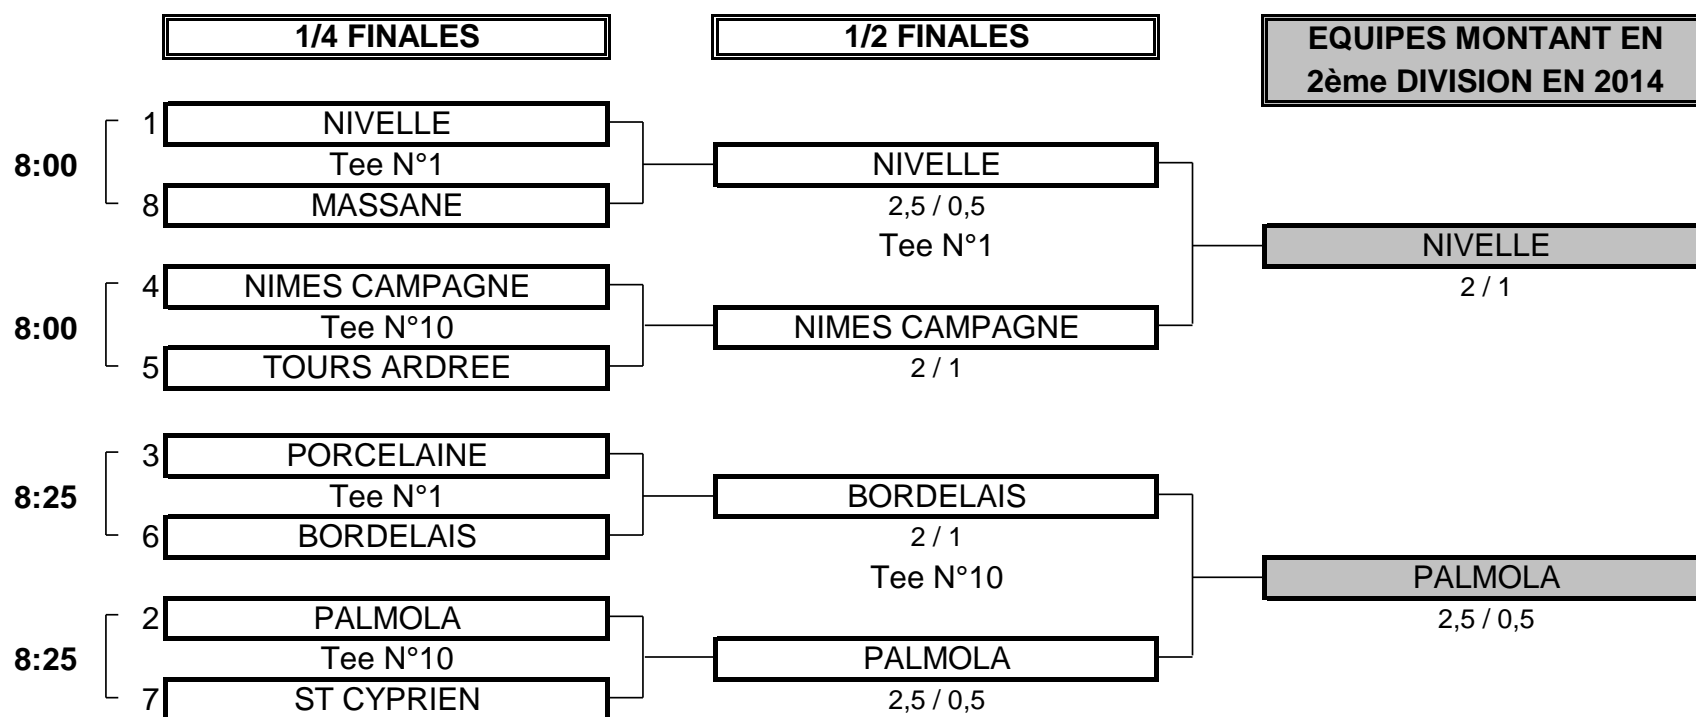 1/4 FINALES
1/2 FINALES
EQUIPES MONTANT EN
2ème DIVISION EN 2014
1 NIVELLE
8:00 Tee N°1
8 MASSANE
NIVELLE
2,5 / 0,5
Tee N°1
NIVELLE
2 / 1
4 NIMES CAMPAGNE
8:00 Tee N°10
5 TOURS ARDREE
NIMES CAMPAGNE
2 / 1
3 PORCELAINE
8:25 Tee N°1
6 BORDELAIS
BORDELAIS
2 / 1
Tee N°10
PALMOLA
2,5 / 0,5
2 PALMOLA
8:25 Tee N°10
7 ST CYPRIEN
PALMOLA
2,5 / 0,5